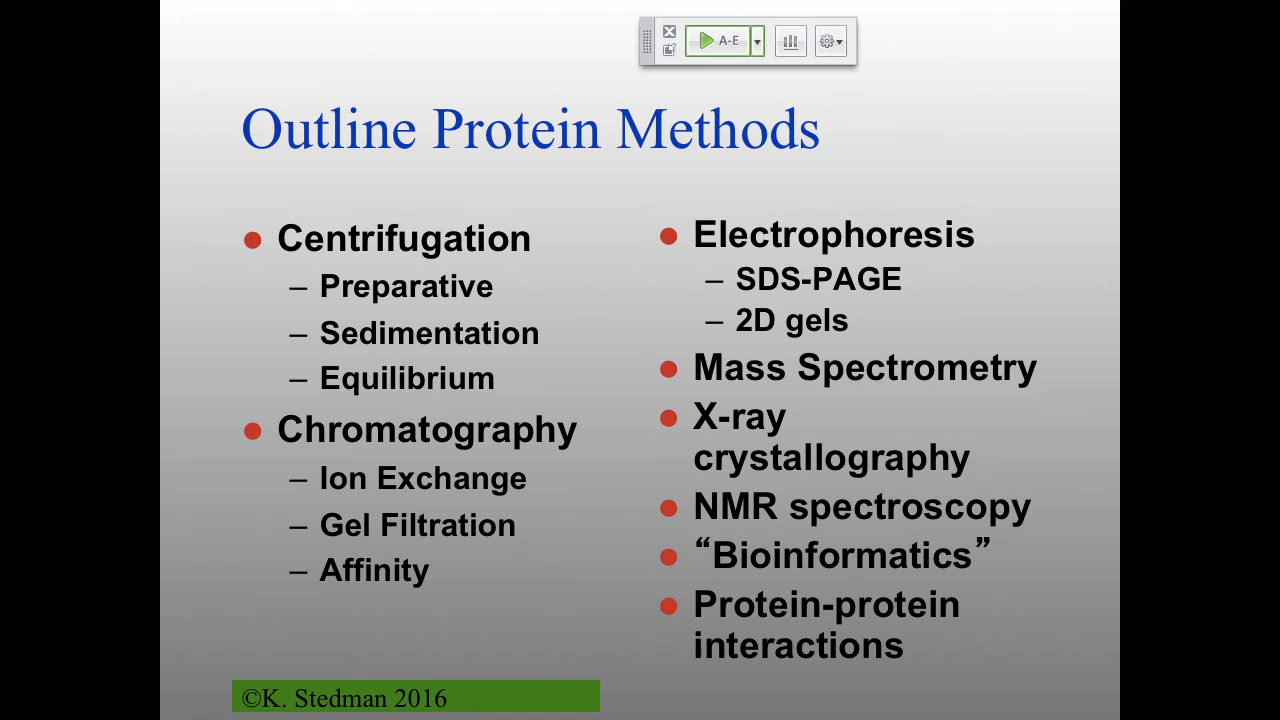 A-E
Outline Protein Methods
● Centrifugation
– Preparative
– Sedimentation
– Equilibrium
● Chromatography
– Ion Exchange
– Gel Filtration
– Affinity
● Electrophoresis
– SDS-PAGE
– 2D gels
● Mass Spectrometry
● X-ray
crystallography
● NMR spectroscopy
● “Bioinformatics”
● Protein-protein
interactions
©K. Stedman 2016